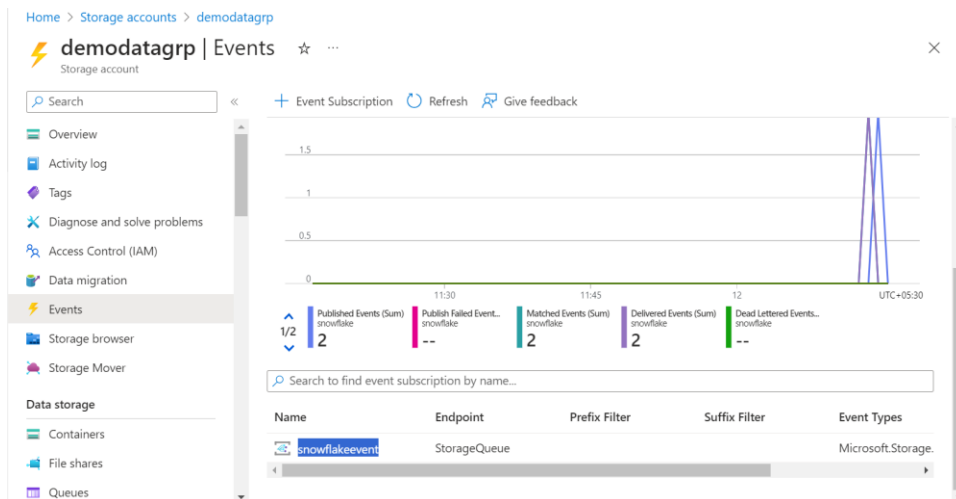 Home > Storage accounts > demodatagrp
demodatagrp | Events
Storage account
Search
Overview
Activity log
Tags
Diagnose and solve problems
Access Control (IAM)
Data migration
Events
Storage browser
Storage Mover
Data storage
Containers
File shares
Queues
Event Subscription Refresh Give feedback
1.5
1
0.5
0
11:30 11:45 12 UTC+05:30
1/2
Published Events (Sum)
snowflake
2
Publish Failed Event...
snowflake
--
Matched Events (Sum)
snowflake
2
Delivered Events (Sum)
snowflake
2
Dead Lettered Events...
snowflake
--
Search to find event subscription by name...
Name Endpoint Prefix Filter Suffix Filter Event Types
snowflakeevent StorageQueue Microsoft.Storage.